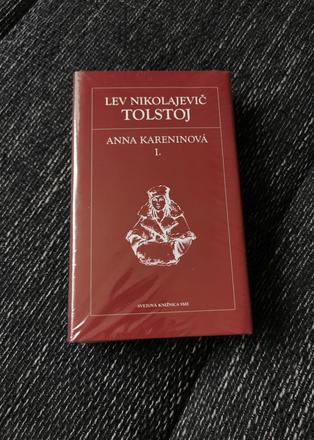 LEV NIKOLAJEVIČ
TOLSTOJ
ANNA KARENINOVÁ
I.
SVETOVÁ KNIŽNICA SME